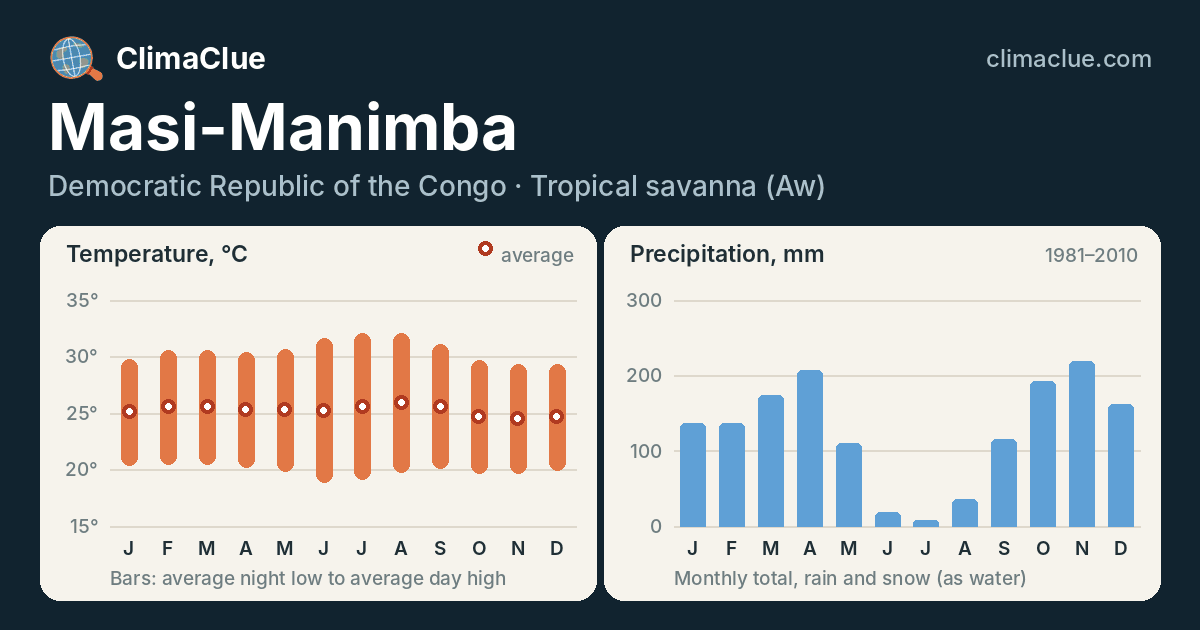 ClimaClue
climaclue.com
Masi-Manimba
Democratic Republic of the Congo · Tropical savanna (Aw)
Temperature, °C
average
35°
30°
25°
20°
15°
J F M A M J J A S O N D
Bars: average night low to average day high
Precipitation, mm
1981–2010
300
200
100
0
J F M A M J J A S O N D
Monthly total, rain and snow (as water)